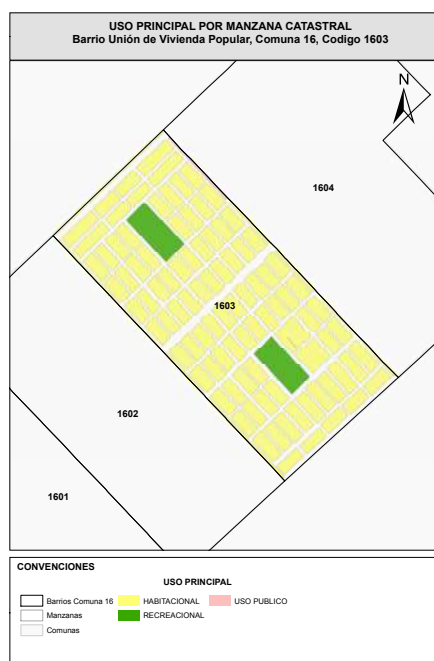 USO PRINCIPAL POR MANZANA CATASTRAL
Barrio Unión de Vivienda Popular, Comuna 16, Codigo 1603
N
1604
1603
1602
1601
CONVENCIONES
USO PRINCIPAL
Barrios Comuna 16 HABITACIONAL USO PUBLICO
Manzanas RECREACIONAL
Comunas